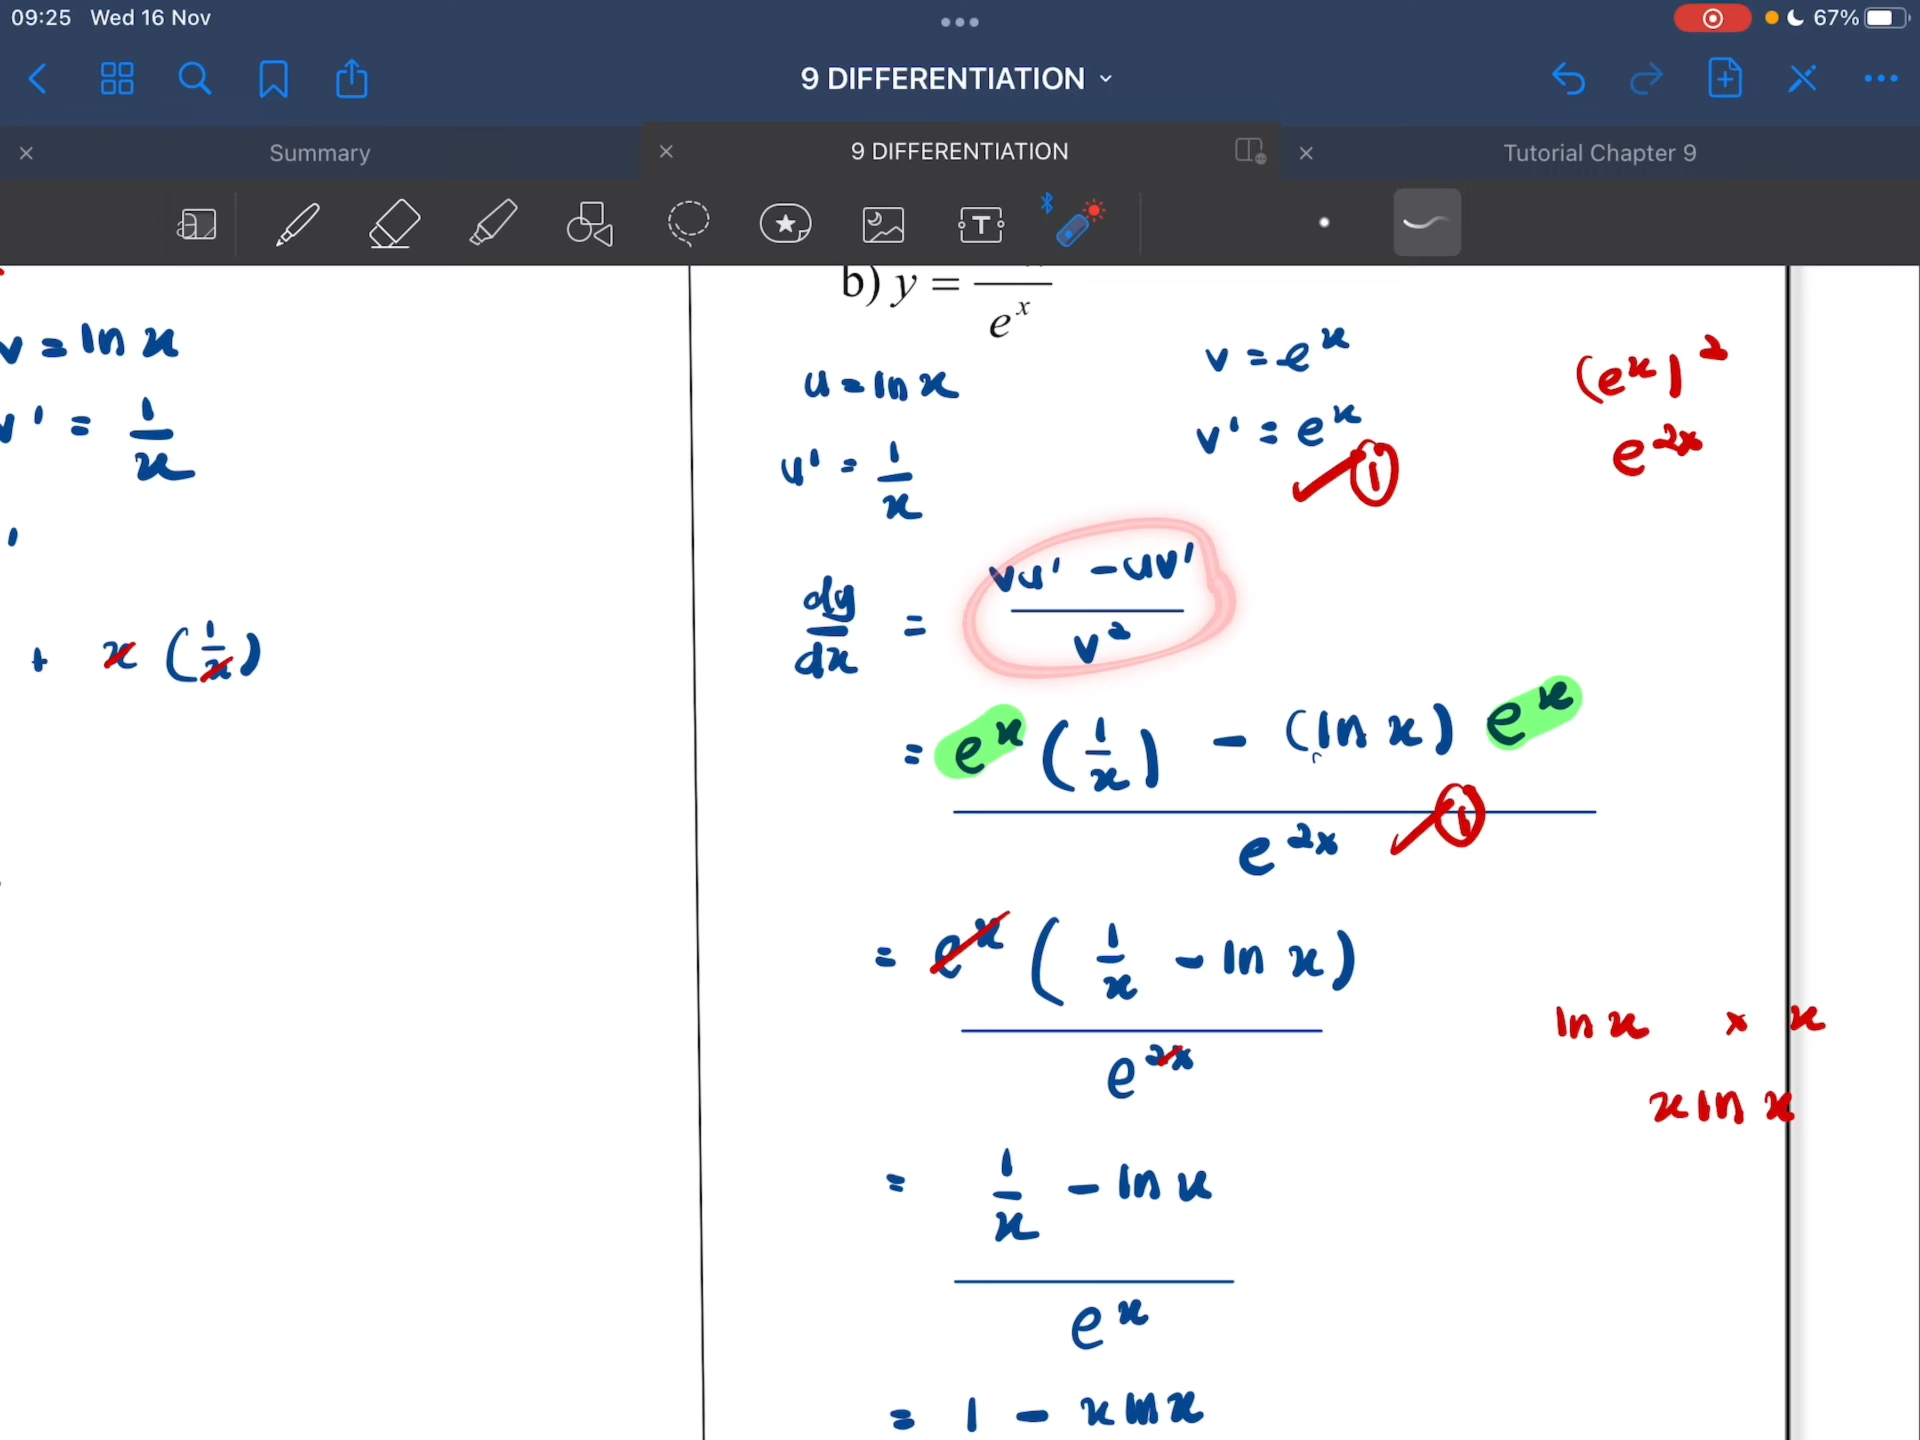 09:25 Wed 16 Nov
67%
9 DIFFERENTIATION
Summary
9 DIFFERENTIATION
Tutorial Chapter 9
T
v = ln x
v' = 1/x
'
+ x (1/x)
b) y = /e^x
u = ln x
u' = 1/x
v = e^x
v' = e^x
1
(e^x)^2
e^2x
dy/dx = (vu' - uv')/v^2
= (e^x (1/x) - (ln x) e^x)/e^2x
1
= e^x (1/x - ln x)/e^2x
ln x × x
x ln x
= (1/x - ln x)/e^x
= 1 - x ln x